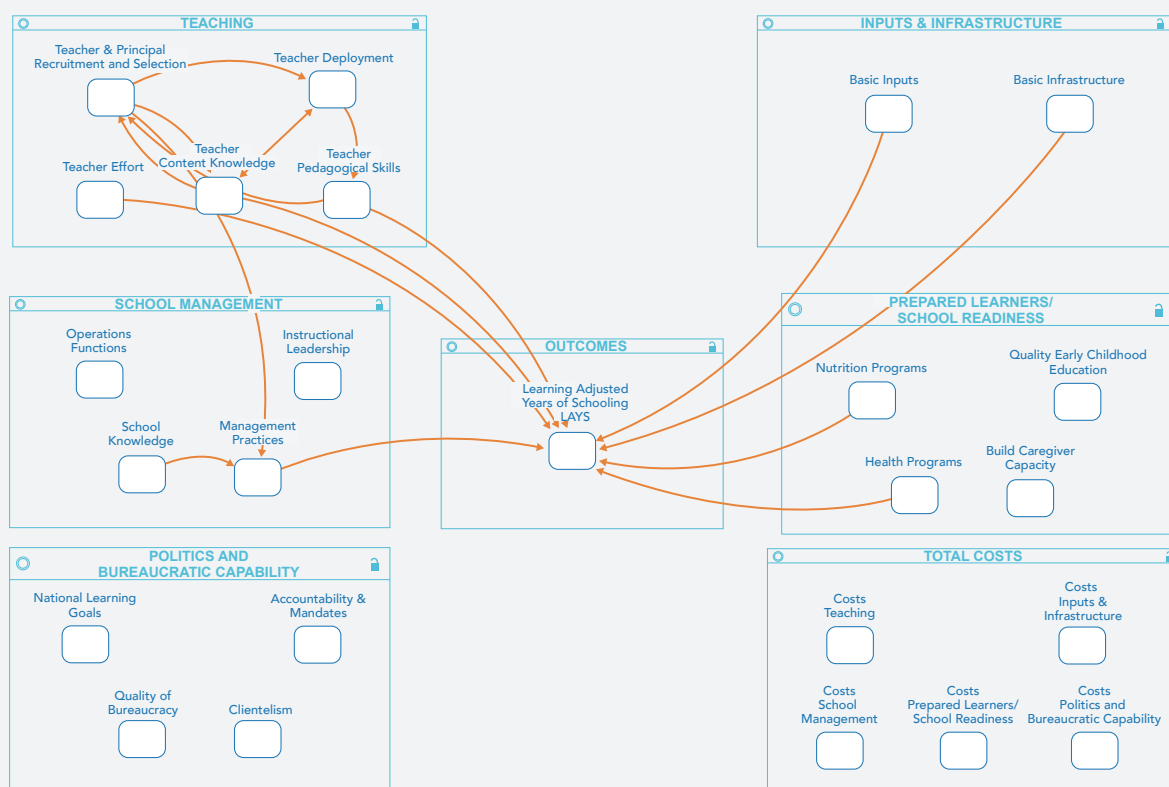 TEACHING
Teacher & Principal
Recruitment and Selection
Teacher Deployment
Teacher
Content Knowledge
Teacher
Pedagogical Skills
Teacher Effort
INPUTS & INFRASTRUCTURE
Basic Inputs
Basic Infrastructure
SCHOOL MANAGEMENT
Operations
Functions
Instructional
Leadership
School
Knowledge
Management
Practices
OUTCOMES
Learning Adjusted
Years of Schooling
LAYS
PREPARED LEARNERS/
SCHOOL READINESS
Nutrition Programs
Quality Early Childhood
Education
Health Programs
Build Caregiver
Capacity
POLITICS AND
BUREAUCRATIC CAPABILITY
National Learning
Goals
Accountability &
Mandates
Quality of
Bureaucracy
Clientelism
TOTAL COSTS
Costs
Teaching
Costs
Inputs &
Infrastructure
Costs
School
Management
Costs
Prepared Learners/
School Readiness
Costs
Politics and
Bureaucratic Capability